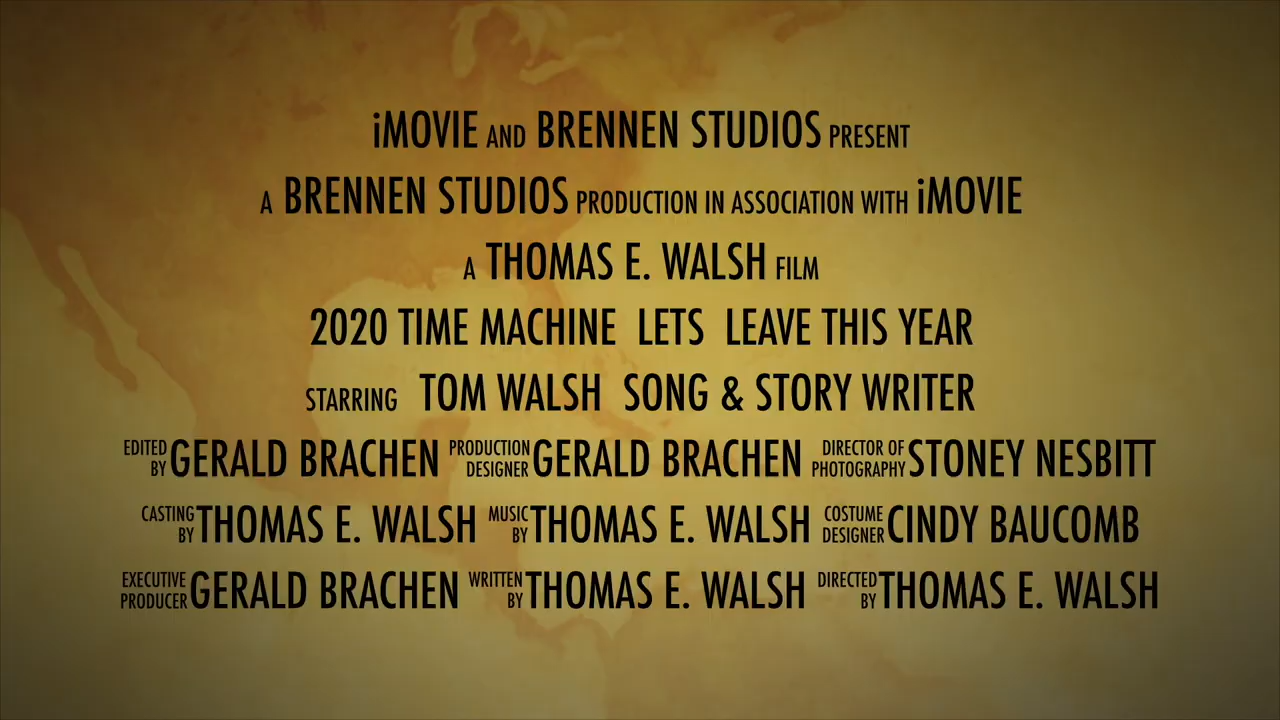 iMOVIE AND BRENNEN STUDIOS PRESENT
A BRENNEN STUDIOS PRODUCTION IN ASSOCIATION WITH iMOVIE
A THOMAS E. WALSH FILM
2020 TIME MACHINE LETS LEAVE THIS YEAR
STARRING TOM WALSH SONG & STORY WRITER
EDITED BY GERALD BRACHEN PRODUCTION DESIGNER GERALD BRACHEN DIRECTOR OF PHOTOGRAPHY STONEY NESBITT
CASTING BY THOMAS E. WALSH MUSIC BY THOMAS E. WALSH COSTUME DESIGNER CINDY BAUCOMB
EXECUTIVE PRODUCER GERALD BRACHEN WRITTEN BY THOMAS E. WALSH DIRECTED BY THOMAS E. WALSH